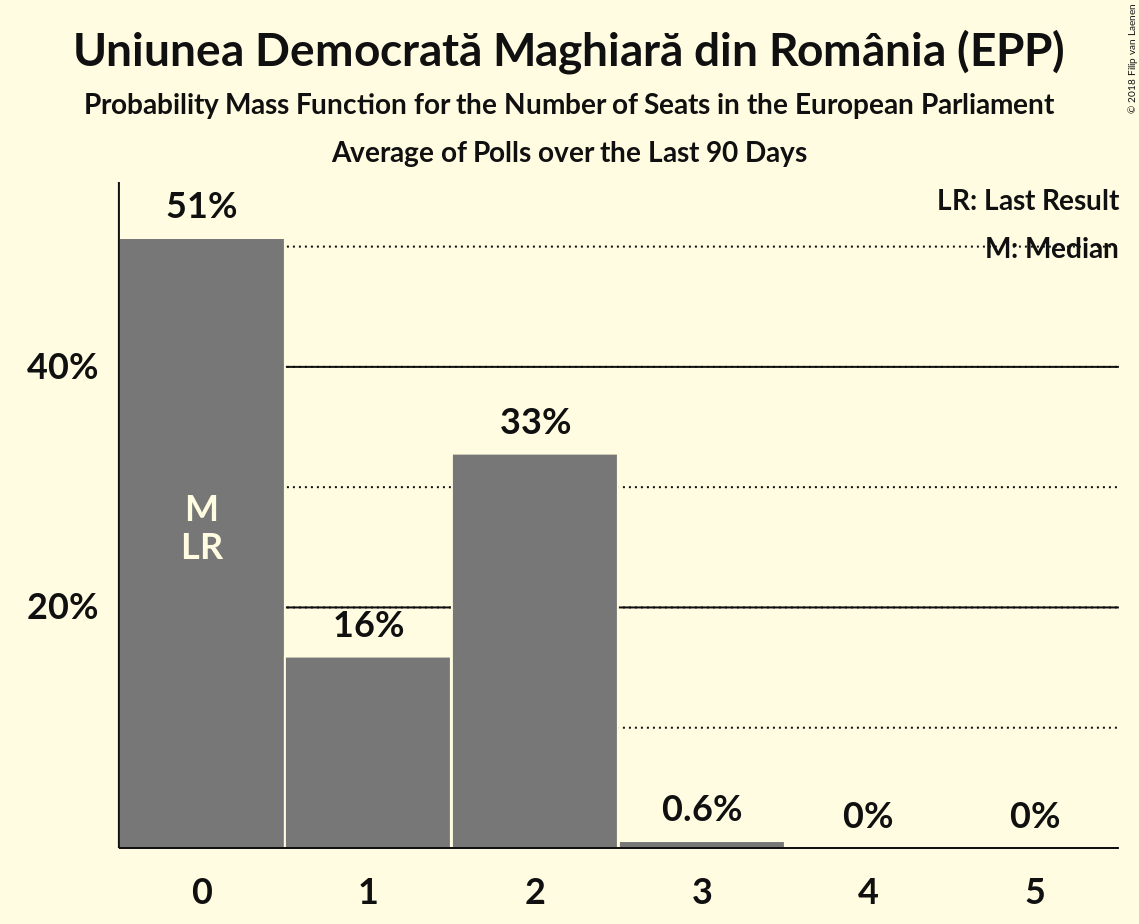 Uniunea Democrată Maghiară din România (EPP)
Probability Mass Function for the Number of Seats in the European Parliament
Average of Polls over the Last 90 Days
© 2018 Filip van Laenen
LR: Last Result
M: Median
51%
40%
33%
M
LR
20%
16%
0.6%
0%
0%
0
1
2
3
4
5